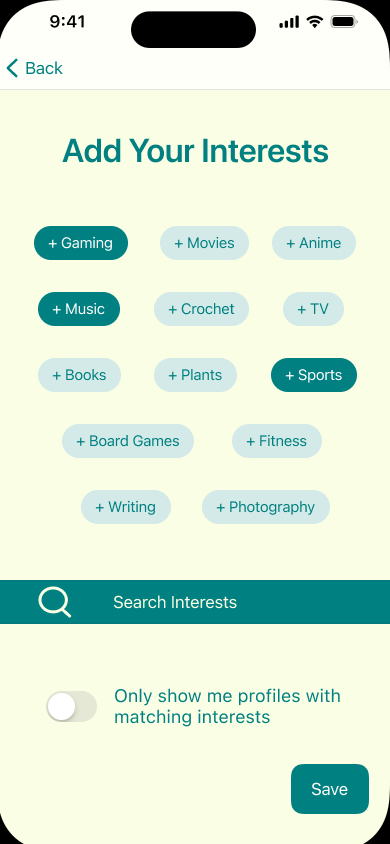 9:41
Back
Add Your Interests
+ Gaming
+ Movies
+ Anime
+ Music
+ Crochet
+ TV
+ Books
+ Plants
+ Sports
+ Board Games
+ Fitness
+ Writing
+ Photography
Search Interests
Only show me profiles with
matching interests
Save